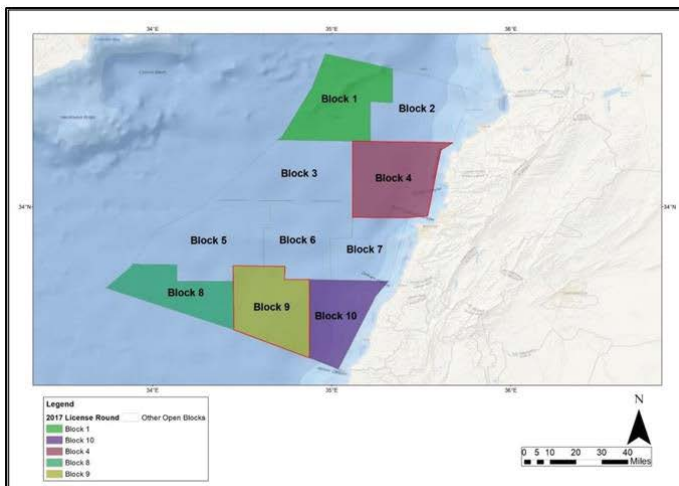 34°E
35°E
36°E
Block 1
Block 2
Block 3
Block 4
34°N
34°N
Block 5
Block 6
Block 7
Block 8
Block 9
Block 10
34°E
35°E
36°E
Legend
2017 License Round
Other Open Blocks
Block 1
Block 10
Block 4
Block 8
Block 9
N
0 5 10 20 30 40
Miles